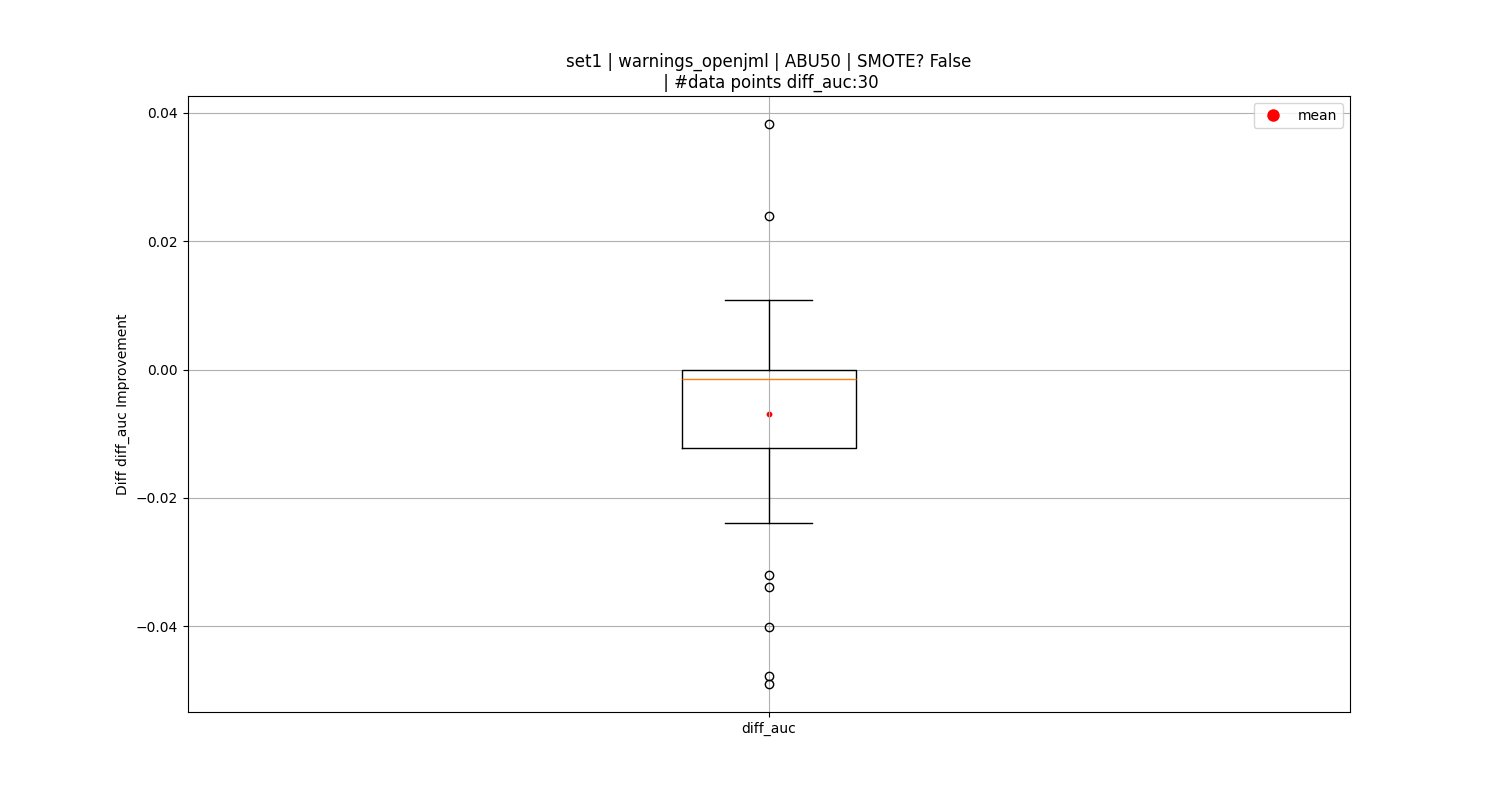 set1 | warnings_openjml | ABU50 | SMOTE? False
| #data points diff_auc:30
mean
0.04
0.02
0.00
−0.02
−0.04
Diff diff_auc Improvement
diff_auc